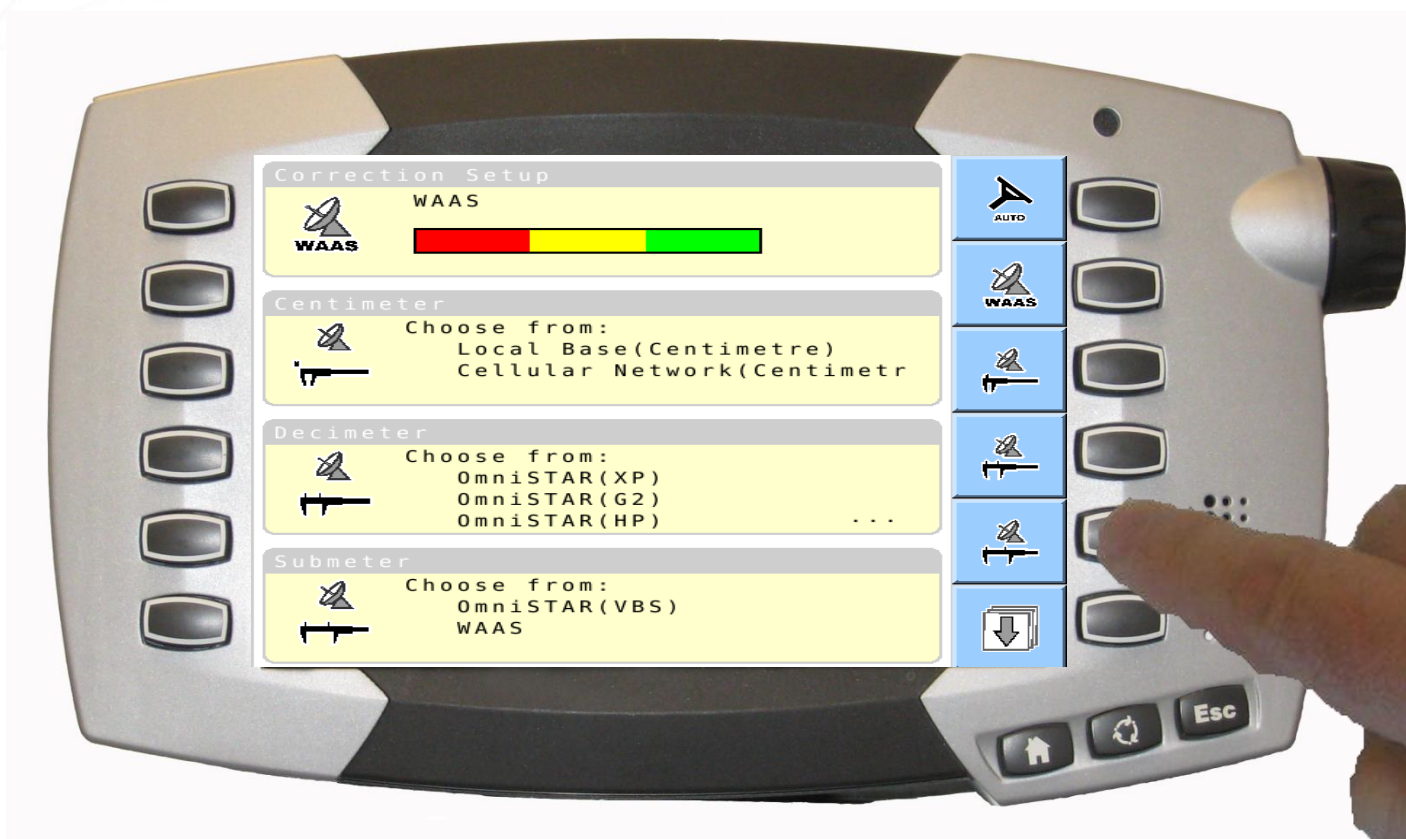 Correction Setup
WAAS
WAAS
Centimeter
Choose from:
Local Base(Centimetre)
Cellular Network(Centimetr
Decimeter
Choose from:
OmniSTAR(XP)
OmniSTAR(G2)
OmniSTAR(HP) ...
Submeter
Choose from:
OmniSTAR(VBS)
WAAS
AUTO
WAAS
Esc